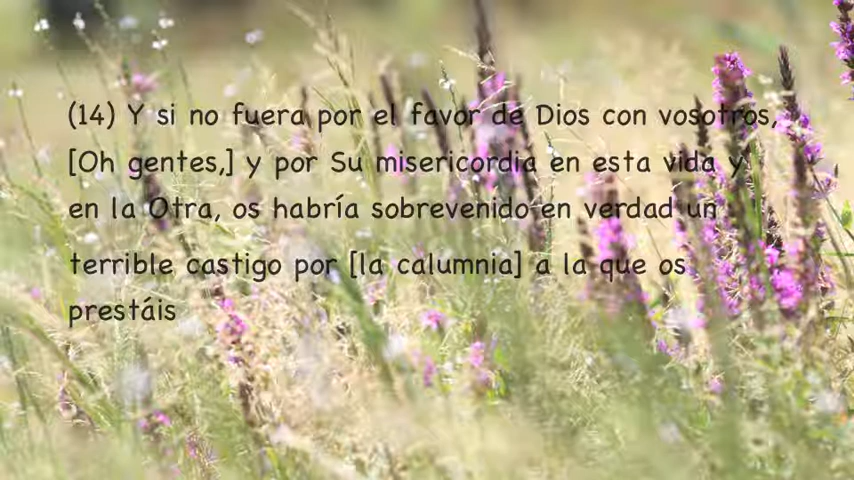 (14) Y si no fuera por el favor de Dios con vosotros,
[Oh gentes,] y por Su misericordia en esta vida y
en la Otra, os habría sobrevenido en verdad un
terrible castigo por [la calumnia] a la que os
prestáis